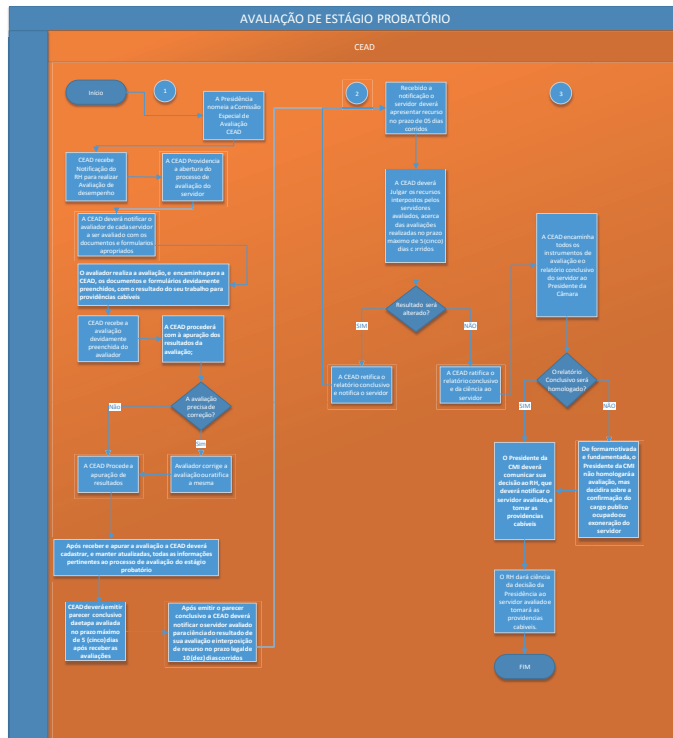 AVALIAÇÃO DE ESTÁGIO PROBATÓRIO
CEAD
Início
1
A Presidência
nomeia a Comissão
Especial de
Avaliação
CEAD
CEAD recebe
Notificação do
RH para realizar
Avaliação de
desempenho
A CEAD Providencia
a abertura do
processo de
avaliação do
servidor
A CEAD deverá notificar o
avaliador de cada servidor
a ser avaliado com os
documentos e formularios
apropriados
O avaliador realiza a avaliação, e encaminha para a
CEAD, os documentos e formulários devidamente
preenchidos, com o resultado do seu trabalho para
providências cabíveis
CEAD recebe a
avaliação
devidamente
preenchida do
avaliador
A CEAD procederá
com à apuração dos
resultados da
avaliação;
A avaliação
precisa de
correção?
Não
Sim
A CEAD Procede a
apuração de
resultados
Avaliador corrige a
avaliação ou ratifica a
mesma
Após receber e apurar a avaliação a CEAD deverá
cadastrar, e manter atualizadas, todas as informações
pertinentes ao processo de avaliação do estágio
probatório
CEAD deverá emitir
parecer conclusivo
da etapa avaliada
no prazo máximo
de 5 (cinco) dias
após receber as
avaliações
Após emitir o parecer
conclusivo a CEAD deverá
notificar o servidor avaliado
para ciência do resultado de
sua avaliação e interposição
de recurso no prazo legal de
10 (dez) dias corridos
2
Recebido a
notificação o
servidor deverá
apresentar recurso
no prazo de 05 dias
corridos
A CEAD deverá
Julgar os recursos
interpostos pelos
servidores
avaliados, acerca
das avaliações
realizadas no prazo
máximo de 5(cinco)
dias corridos
Resultado será
alterado?
SIM
NÃO
A CEAD ratifica o
relatório conclusivo
e notifica o servidor
A CEAD ratifica o
relatório conclusivo
e da ciência ao
servidor
3
A CEAD encaminha
todos os
instrumentos de
avaliação e o
relatório conclusivo
do servidor ao
Presidente da
Câmara
O relatório
Conclusivo será
homologado?
SIM
NÃO
O Presidente da
CMI deverá
comunicar sua
decisão ao RH, que
deverá notificar o
servidor avaliado, e
tomar as
providencias
cabíveis
De forma motivada
e fundamentada, o
Presidente da CMI
não homologará a
avaliação, mas
decidira sobre a
confirmação do
cargo publico
ocupado ou
exoneração do
servidor
O RH dará ciência
da decisão da
Presidência ao
servidor avaliado e
tomará as
providencias
cabíveis.
FIM